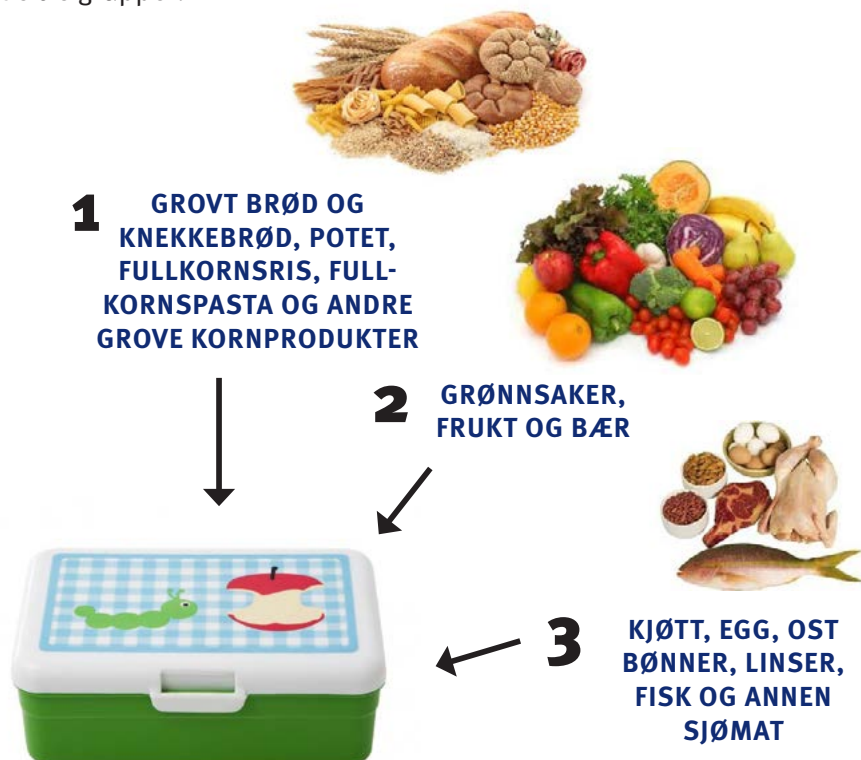 1
GROVT BRØD OG
KNEKKEBRØD, POTET,
FULLKORNSRIS, FULL-
KORNSPASTA OG ANDRE
GROVE KORNPRODUKTER
2
GRØNNSAKER,
FRUKT OG BÆR
3
KJØTT, EGG, OST
BØNNER, LINSER,
FISK OG ANNEN
SJØMAT